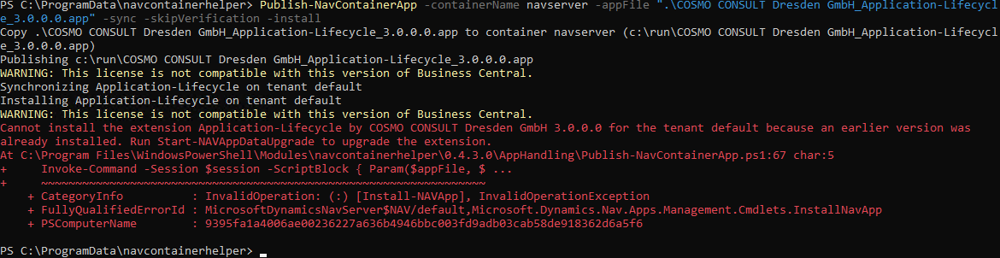 PS C:\ProgramData\navcontainerhelper> Publish-NavContainerApp -containerName navserver -appFile ".\COSMO CONSULT Dresden GmbH_Application-Lifecycl
e_3.0.0.0.app" -sync -skipVerification -install
Copy .\COSMO CONSULT Dresden GmbH_Application-Lifecycle_3.0.0.0.app to container navserver (c:\run\COSMO CONSULT Dresden GmbH_Application-Lifecycl
e_3.0.0.0.app)
Publishing c:\run\COSMO CONSULT Dresden GmbH_Application-Lifecycle_3.0.0.0.app
WARNING: This license is not compatible with this version of Business Central.
Synchronizing Application-Lifecycle on tenant default
Installing Application-Lifecycle on tenant default
WARNING: This license is not compatible with this version of Business Central.
Cannot install the extension Application-Lifecycle by COSMO CONSULT Dresden GmbH 3.0.0.0 for the tenant default because an earlier version was
already installed. Run Start-NAVAppDataUpgrade to upgrade the extension.
At C:\Program Files\WindowsPowerShell\Modules\navcontainerhelper\0.4.3.0\AppHandling\Publish-NavContainerApp.ps1:67 char:5
+     Invoke-Command -Session $session -ScriptBlock { Param($appFile, $ ...
+     ~~~~~~~~~~~~~~~~~~~~~~~~~~~~~~~~~~~~~~~~~~~~~~~~~~~~~~~~~~~~~~~~~
    + CategoryInfo          : InvalidOperation: (:) [Install-NAVApp], InvalidOperationException
    + FullyQualifiedErrorId : MicrosoftDynamicsNavServer$NAV/default,Microsoft.Dynamics.Nav.Apps.Management.Cmdlets.InstallNavApp
    + PSComputerName        : 9395fa1a4006ae00236227a636b4946bbc003fd9adb03cab58de918362d6a5f6

PS C:\ProgramData\navcontainerhelper> _